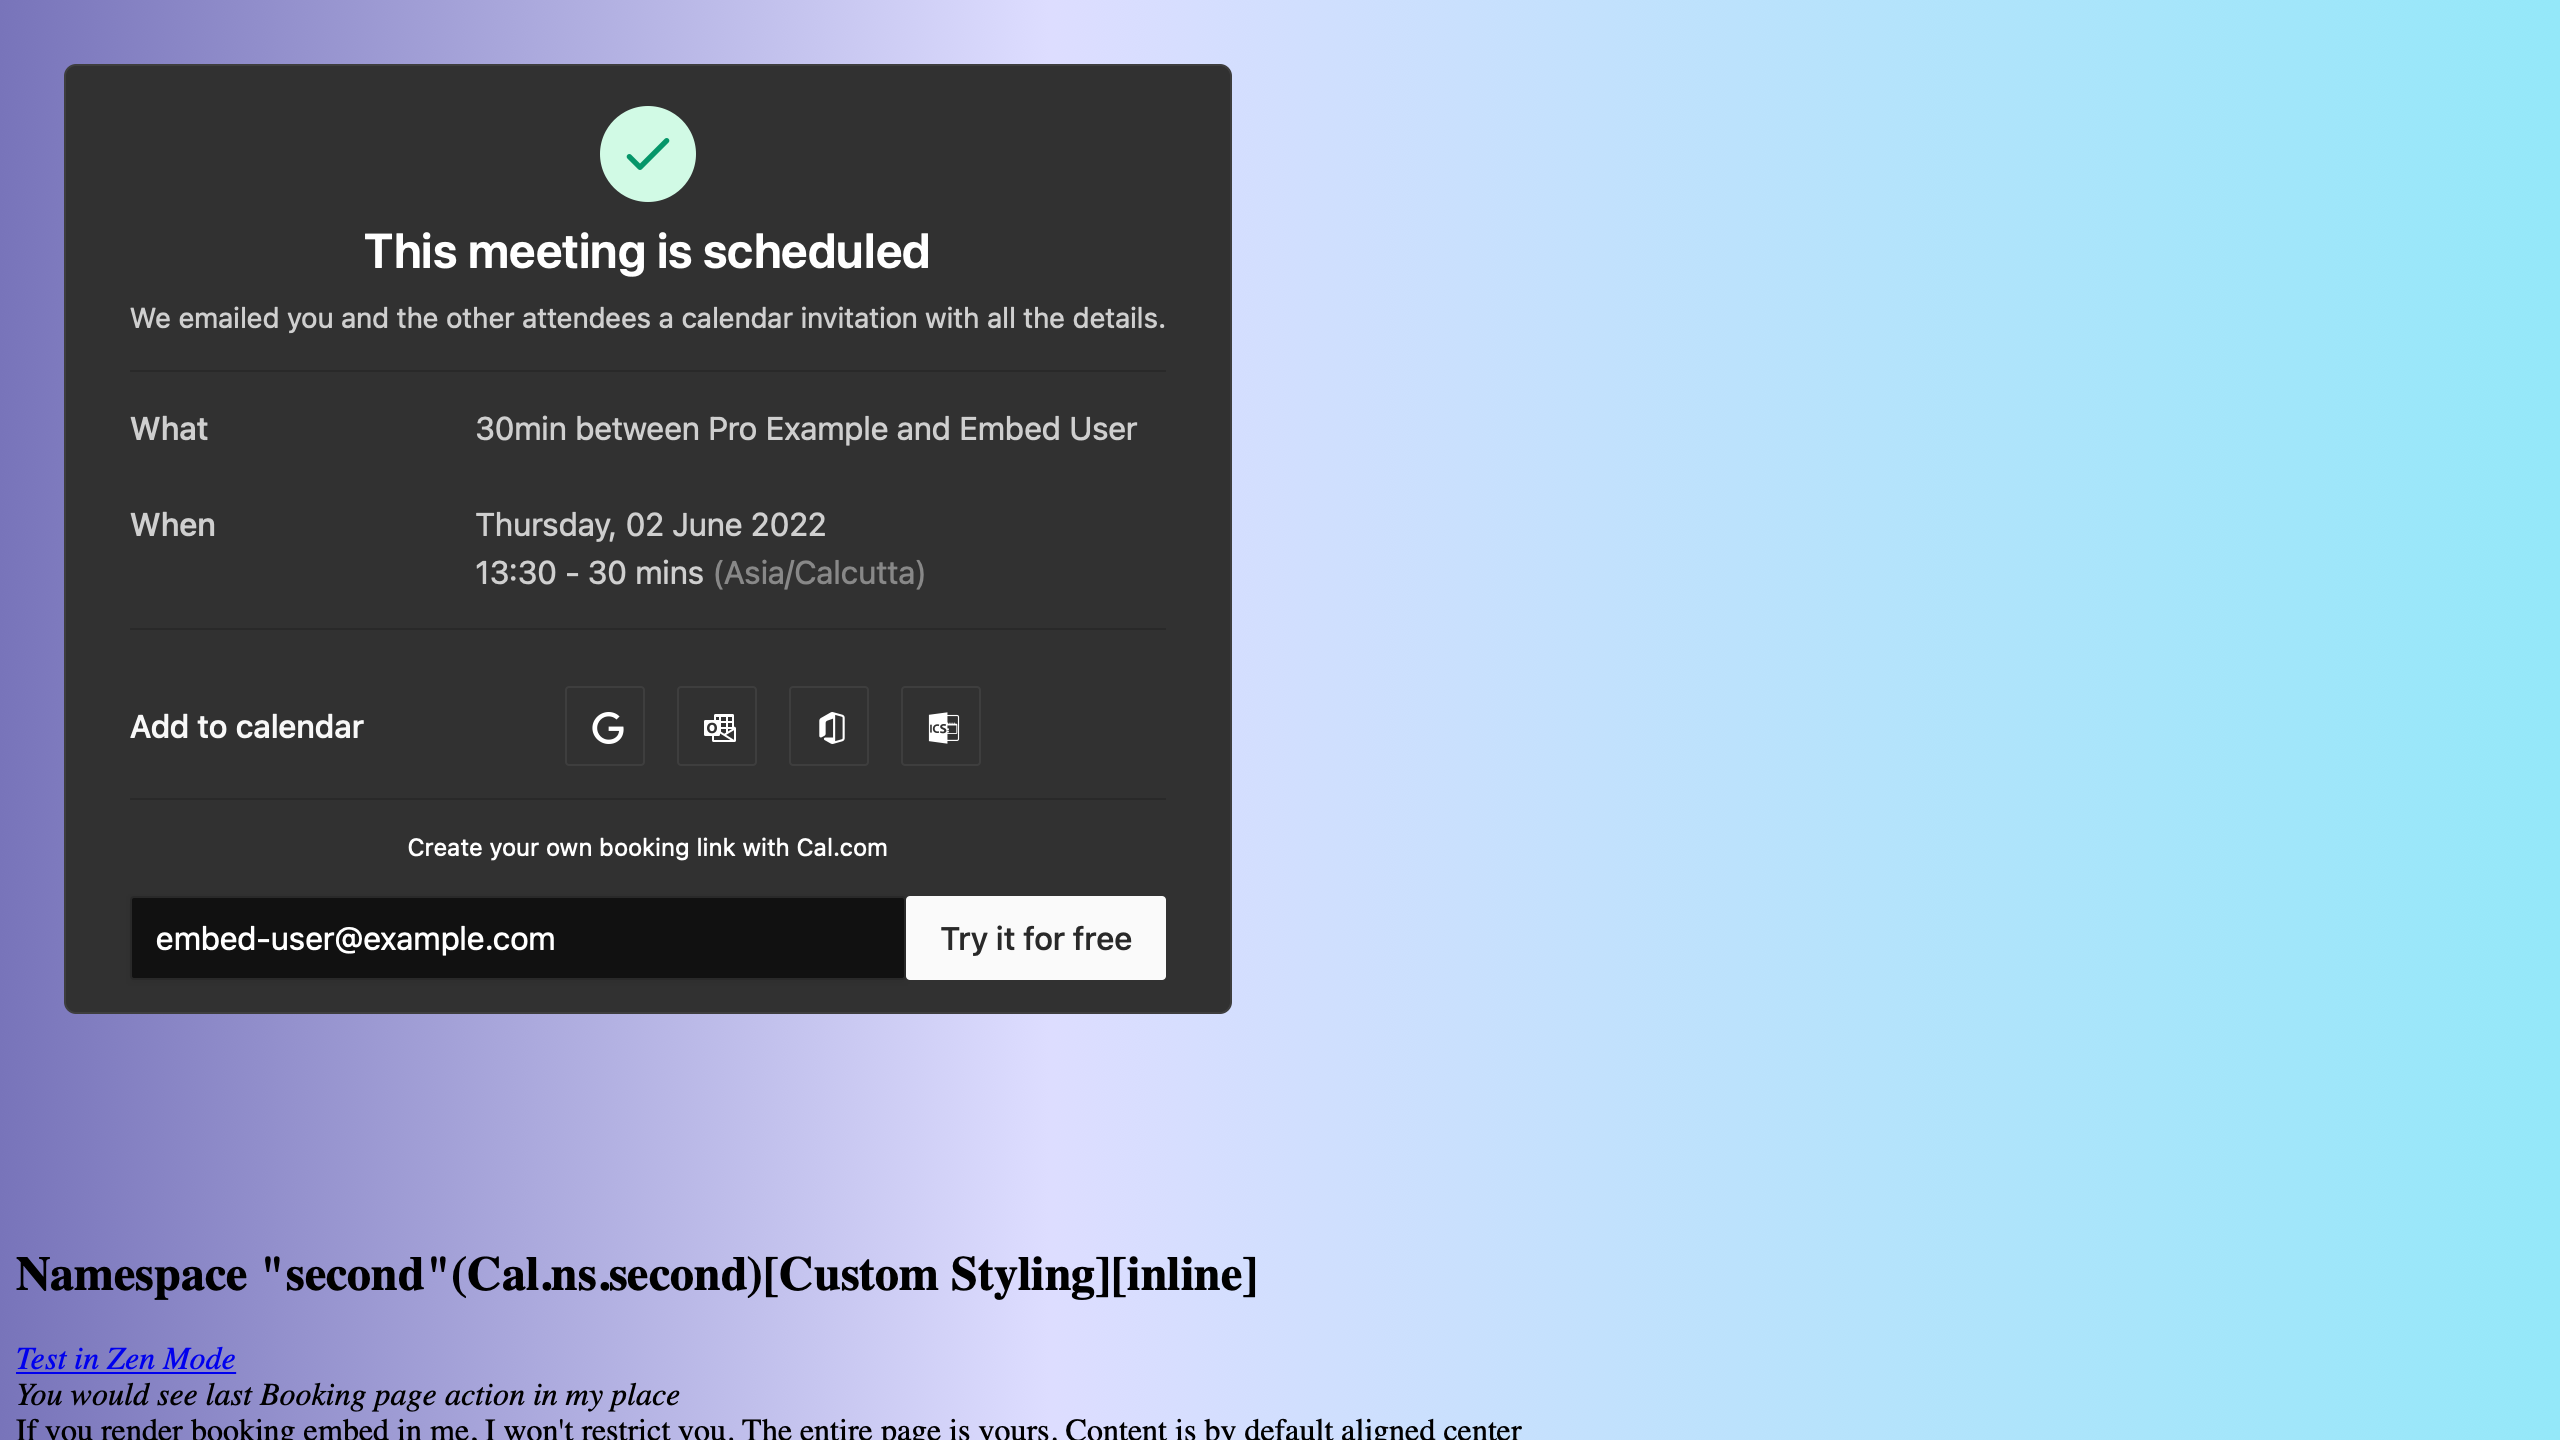 This meeting is scheduled
We emailed you and the other attendees a calendar invitation with all the details.
What
30min between Pro Example and Embed User
When
Thursday, 02 June 2022
13:30 - 30 mins (Asia/Calcutta)
Add to calendar
G
O
ICS
Create your own booking link with Cal.com
embed-user@example.com
Try it for free
Namespace "second"(Cal.ns.second)[Custom Styling][inline]
Test in Zen Mode
You would see last Booking page action in my place
If you render booking embed in me, I won't restrict you. The entire page is yours. Content is by default aligned center